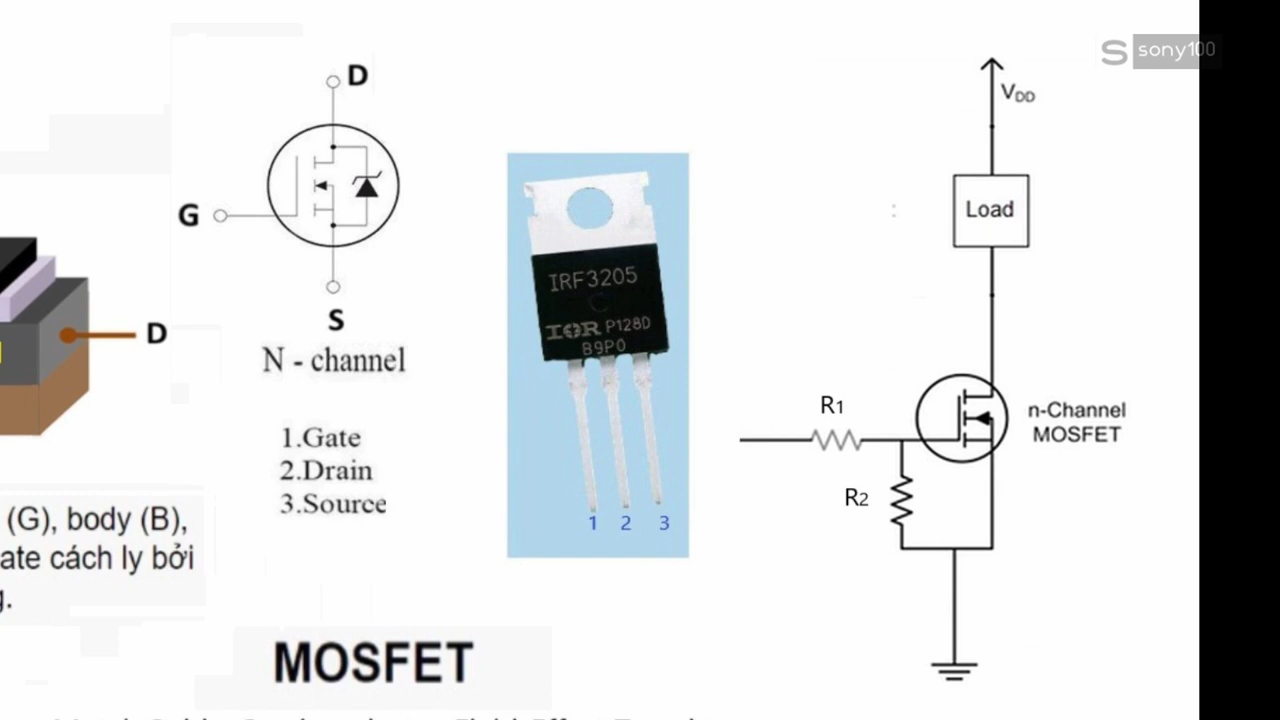 S sony100
D
V_DD
G
Load
IRF3205
IOR P128D
B9P0
S
D
N - channel
R1
n-Channel
MOSFET
1.Gate
2.Drain
3.Source
R2
1 2 3
(G), body (B),
ate cách ly bởi
MOSFET